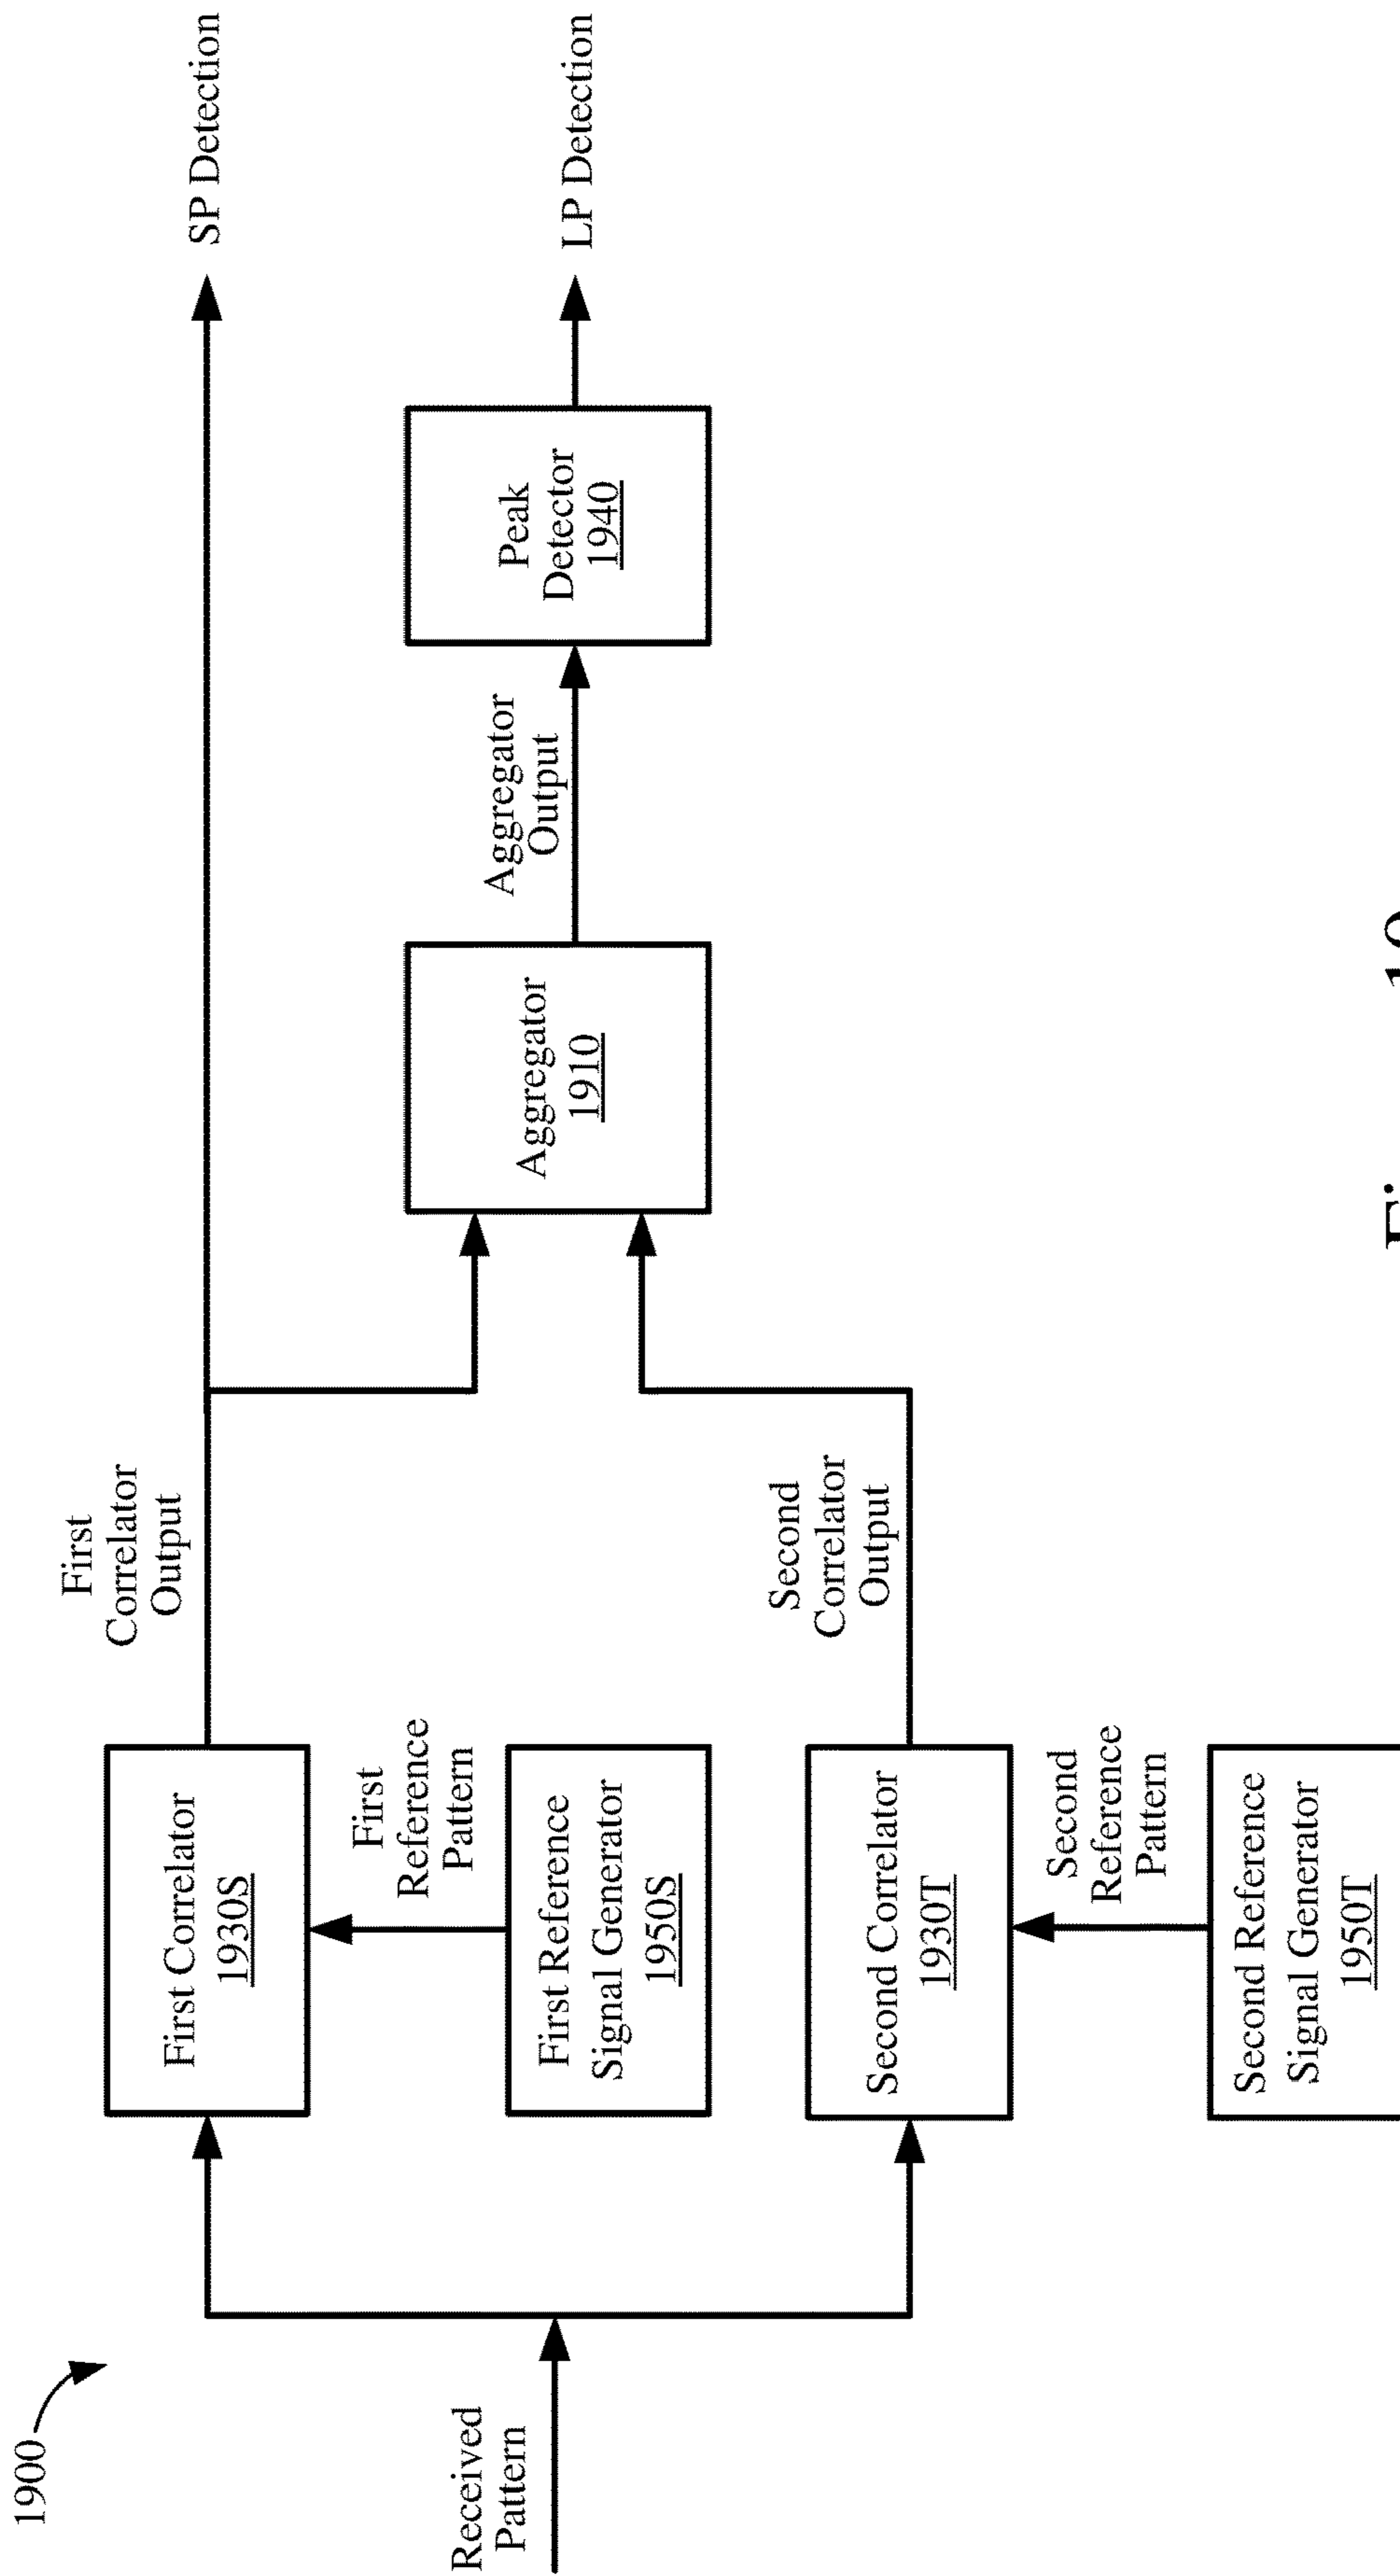 1900
Received
Pattern
First Correlator
1930S
First
Reference
Pattern
First Reference
Signal Generator
1950S
Second Correlator
1930T
Second
Reference
Pattern
Second Reference
Signal Generator
1950T
First
Correlator
Output
Second
Correlator
Output
Aggregator
1910
Aggregator
Output
Peak
Detector
1940
SP Detection
LP Detection